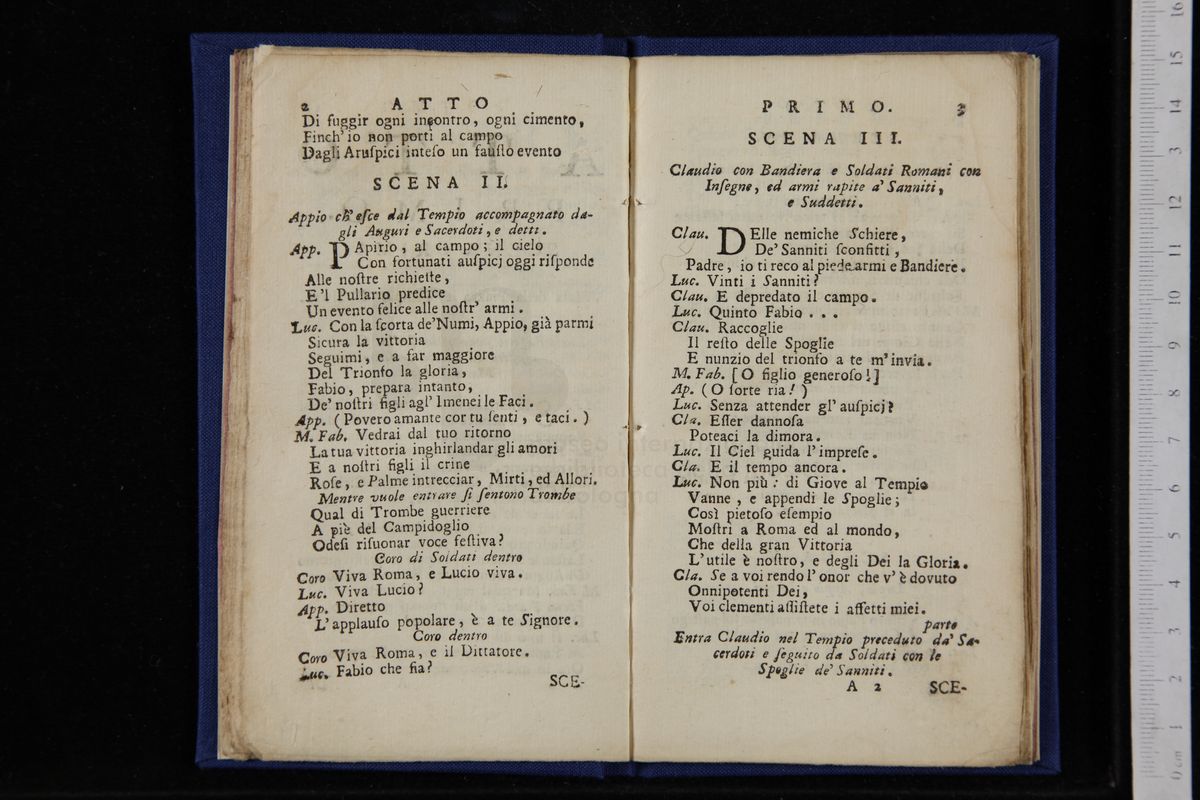 2 ATTO
Di fuggir ogni incontro, ogni cimento,
Finch' io non porti al campo
Dagli Aruſpici inteſo un fauſto evento
SCENA II.
Appio ch' eſce dal Tempio accompagnato da-
gli Auguri e Sacerdoti, e detti.
App. PApirio, al campo; il cielo
Con fortunati auſpicj oggi riſponde
Alle noſtre richieſte,
E 'l Pullario predice
Un evento felice alle noſtr' armi.
Luc. Con la ſcorta de' Numi, Appio, già parmi
Sicura la vittoria
Seguimi, e a far maggiore
Del Trionfo la gloria,
Fabio, prepara intanto,
De' noſtri figli agl' Imenei le Faci.
App. (Povero amante cor tu ſenti, e taci.)
M. Fab. Vedrai dal tuo ritorno
La tua vittoria inghirlandar gli amori
E a noſtri figli il crine
Roſe, e Palme intrecciar, Mirti, ed Allori.
Mentre vuole entrare ſi ſentono Trombe
Qual di Trombe guerriere
A piè del Campidoglio
Odeſi riſuonar voce feſtiva?
Coro di Soldati dentro
Coro Viva Roma, e Lucio viva.
Luc. Viva Lucio?
App. Diretto
L' applauſo popolare, è a te Signore.
Coro dentro
Coro Viva Roma, e il Dittatore.
Luc. Fabio che fia?
SCE-
PRIMO. 3
SCENA III.
Claudio con Bandiera e Soldati Romani con
Inſegne, ed armi rapite a' Sanniti,
e Suddetti.
Clau. DElle nemiche Schiere,
De' Sanniti ſconfitti,
Padre, io ti reco al piede armi e Bandiere.
Luc. Vinti i Sanniti?
Clau. E depredato il campo.
Luc. Quinto Fabio . . .
Clau. Raccoglie
Il reſto delle Spoglie
E nunzio del trionfo a te m' invia.
M. Fab. [O figlio generoſo!]
Ap. (O ſorte ria!)
Luc. Senza attender gl' auſpicj?
Cla. Eſſer dannoſa
Poteaci la dimora.
Luc. Il Ciel guida l' impreſe.
Cla. E il tempo ancora.
Luc. Non più: di Giove al Tempio
Vanne, e appendi le Spoglie;
Così pietoſo eſempio
Moſtri a Roma ed al mondo,
Che della gran Vittoria
L' utile è noſtro, e degli Dei la Gloria.
Cla. Se a voi rendo l' onor che v' è dovuto
Onnipotenti Dei,
Voi clementi aſſiſtete i affetti miei.
parte
Entra Claudio nel Tempio preceduto da' Sa-
cerdoti e ſeguito da Soldati con le
Spoglie de' Sanniti.
A 2 SCE-